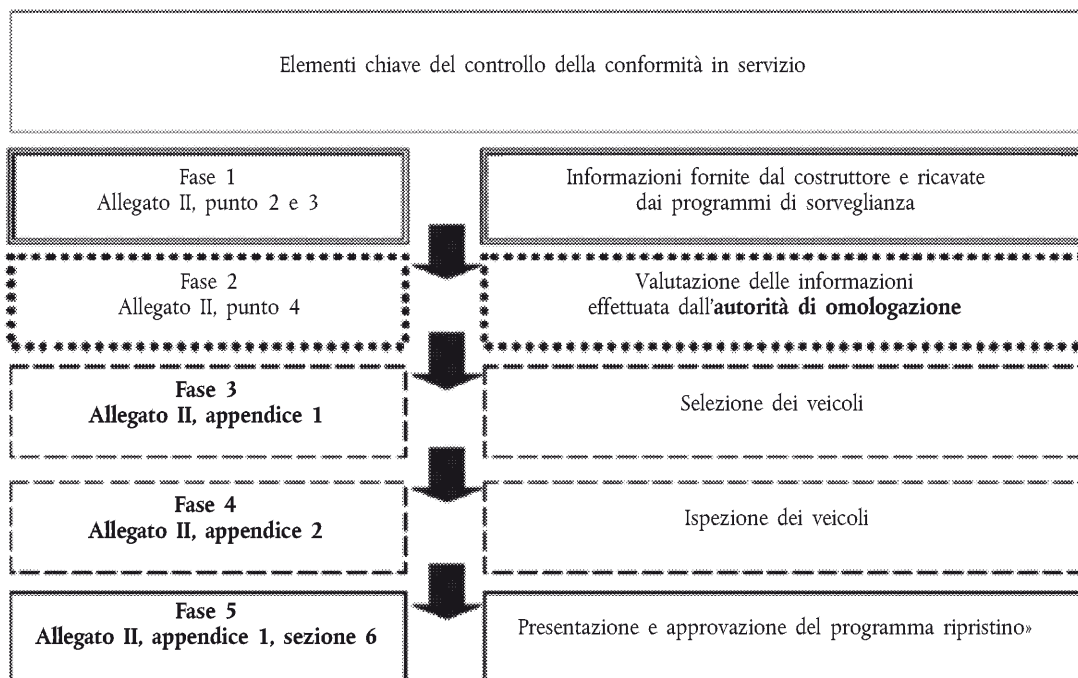 Elementi chiave del controllo della conformità in servizio
Fase 1
Allegato II, punto 2 e 3
Informazioni fornite dal costruttore e ricavate
dai programmi di sorveglianza
Fase 2
Allegato II, punto 4
Valutazione delle informazioni
effettuata dall'autorità di omologazione
Fase 3
Allegato II, appendice 1
Selezione dei veicoli
Fase 4
Allegato II, appendice 2
Ispezione dei veicoli
Fase 5
Allegato II, appendice 1, sezione 6
Presentazione e approvazione del programma ripristino»